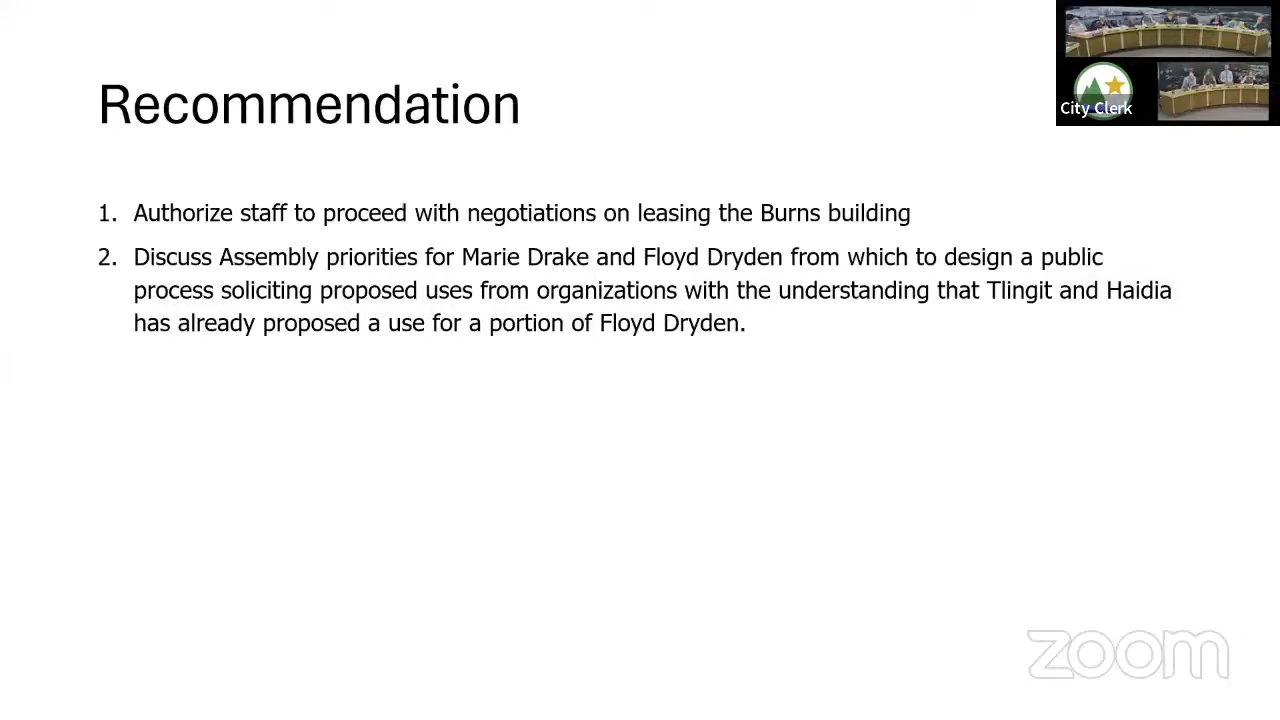 Recommendation
City Clerk
1. Authorize staff to proceed with negotiations on leasing the Burns building
2. Discuss Assembly priorities for Marie Drake and Floyd Dryden from which to design a public
process soliciting proposed uses from organizations with the understanding that Tlingit and Haidia
has already proposed a use for a portion of Floyd Dryden.
zoom